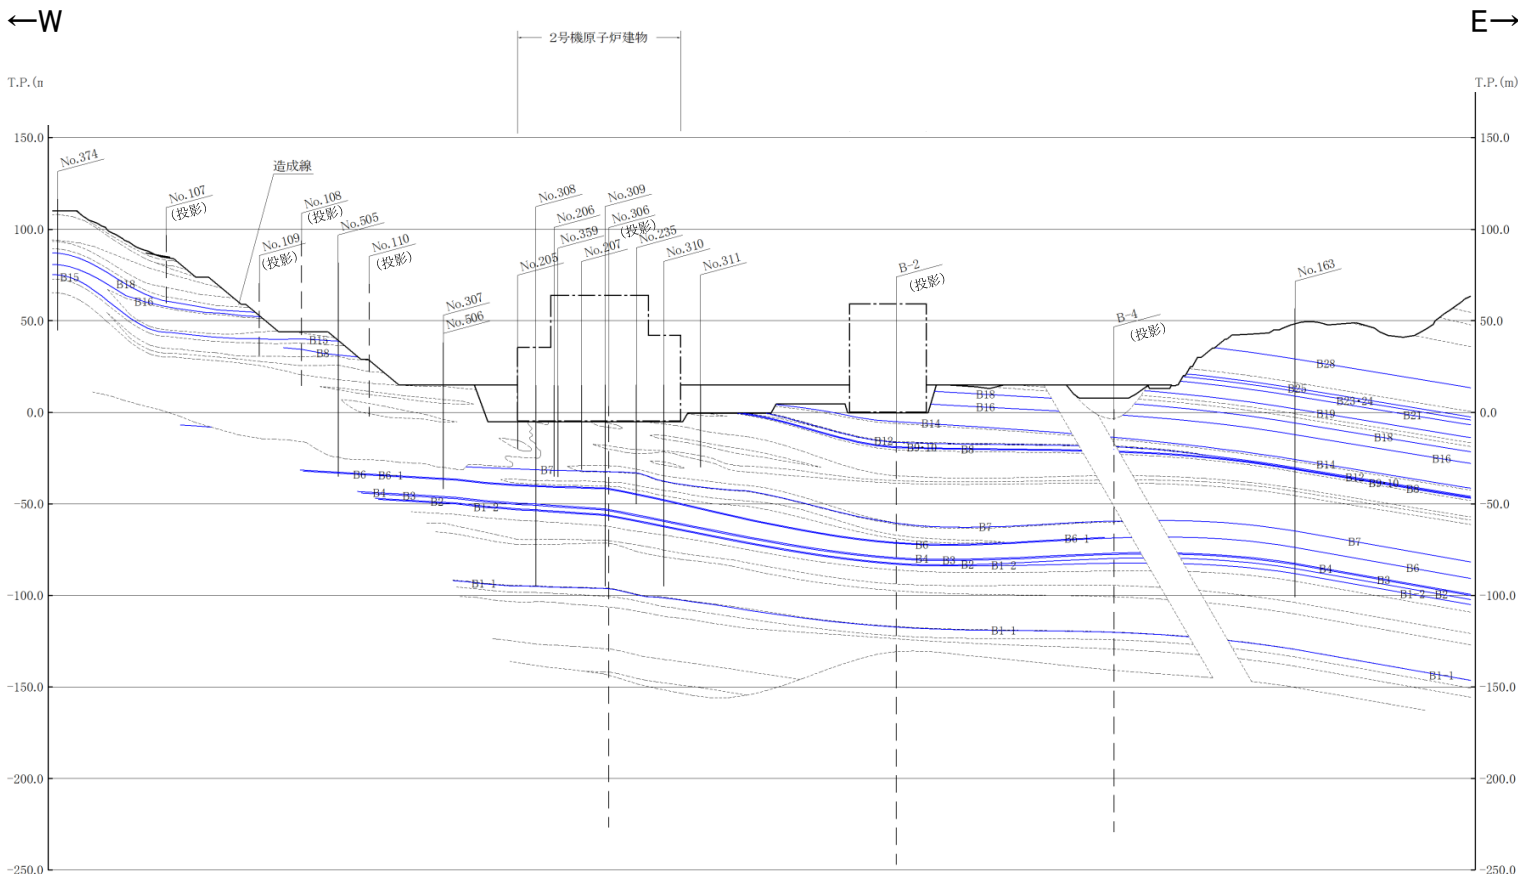 ←W
E→
2号機原子炉建物
T.P.(m
T.P.(m)
150.0
150.0
No.374
造成線
No.107
(投影)
No.108
(投影)
No.505
No.109
(投影)
No.110
(投影)
No.308
No.309
No.206
No.306
(投影)
No.359
No.207
No.235
No.205
No.310
No.311
B-2
(投影)
No.163
No.307
No.506
B-4
(投影)
100.0
100.0
B15
B18
B16
50.0
50.0
B15
B8
B28
B25
B23・24
B21
B19
B18
B16
B18
B16
B14
0.0
0.0
B12
B9・10
B8
B14
B12
B9・10
B8
B7
B6
B6-1
B4
B3
B2
B1-2
-50.0
-50.0
B7
B6
B6-1
B4
B3
B2
B1-2
B7
B6
B4
B3
B1-2
B2
B1-1
-100.0
-100.0
B1-1
B1-1
-150.0
-150.0
-200.0
-200.0
-250.0
-250.0